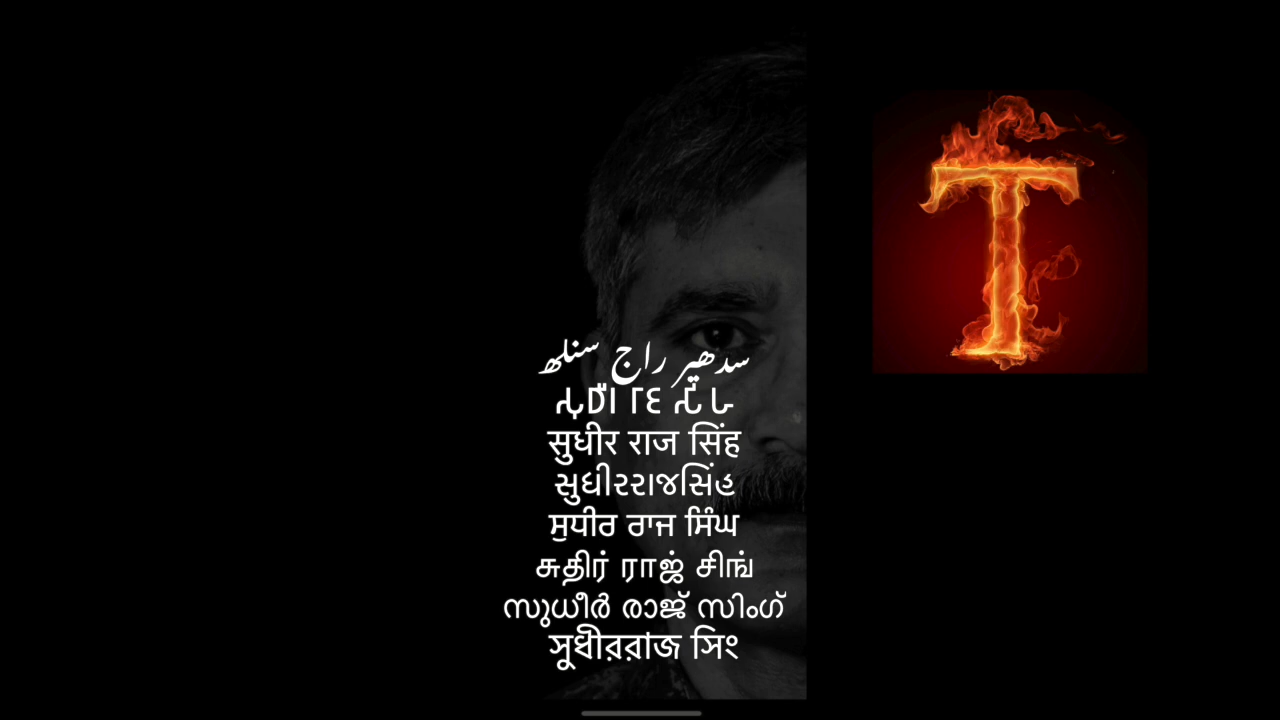 سدھیر راج سنلھ
सुधीर राज सिंह
સુધીરરાજસિંહ
ਸੁਧੀਰ ਰਾਜ ਸਿੰਘ
சுதிர் ராஜ் சிங்
സുധീർ രാജ് സിംഗ്
সুধীররাজ সিং
T